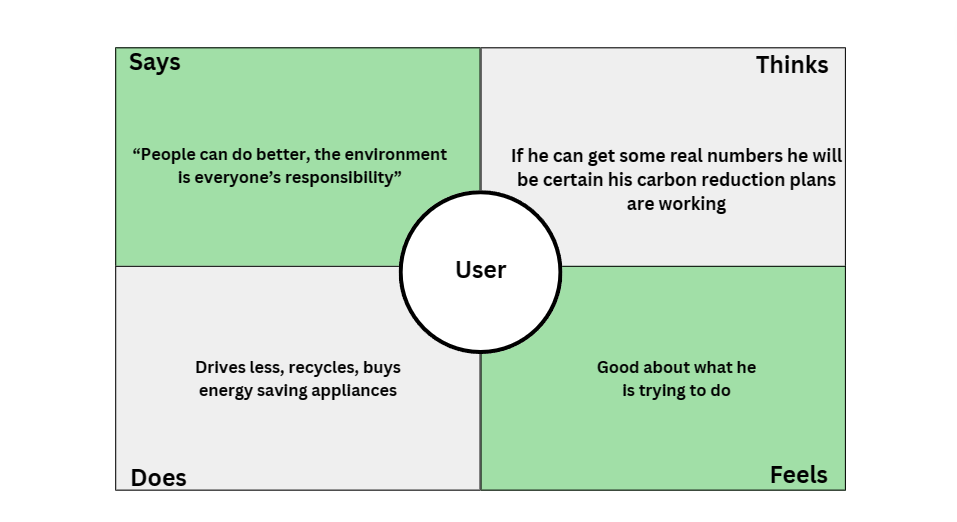 Says
“People can do better, the environment
is everyone’s responsibility”
Thinks
If he can get some real numbers he will
be certain his carbon reduction plans
are working
User
Drives less, recycles, buys
energy saving appliances
Does
Good about what he
is trying to do
Feels